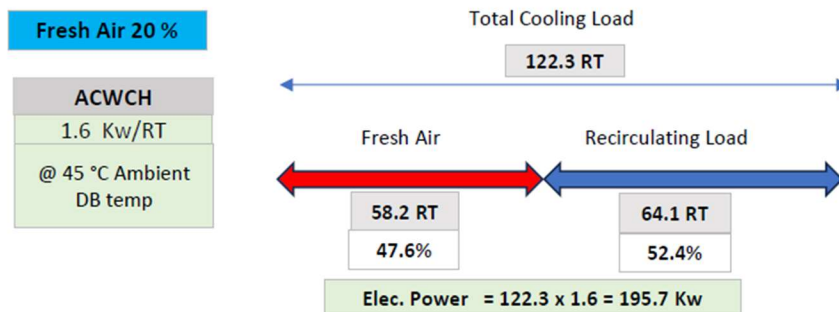 Fresh Air 20 %
ACWCH
1.6 Kw/RT
@ 45 °C Ambient
DB temp
Total Cooling Load
122.3 RT
Fresh Air
Recirculating Load
58.2 RT
64.1 RT
47.6%
52.4%
Elec. Power = 122.3 x 1.6 = 195.7 Kw